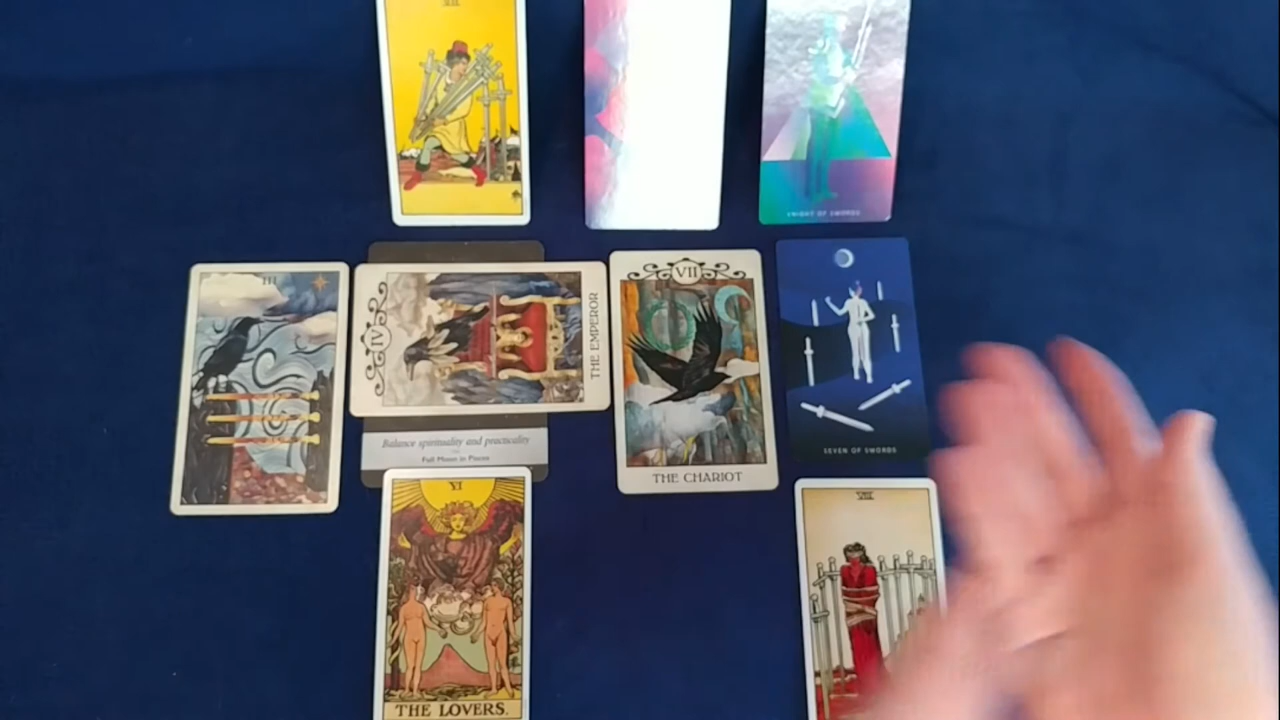 VII
KNIGHT OF SWORDS
III
IV
THE EMPEROR
VII
THE CHARIOT
SEVEN OF SWORDS
Balance spirituality and practicality
Full Moon in Pisces
VI
THE LOVERS.
VIII